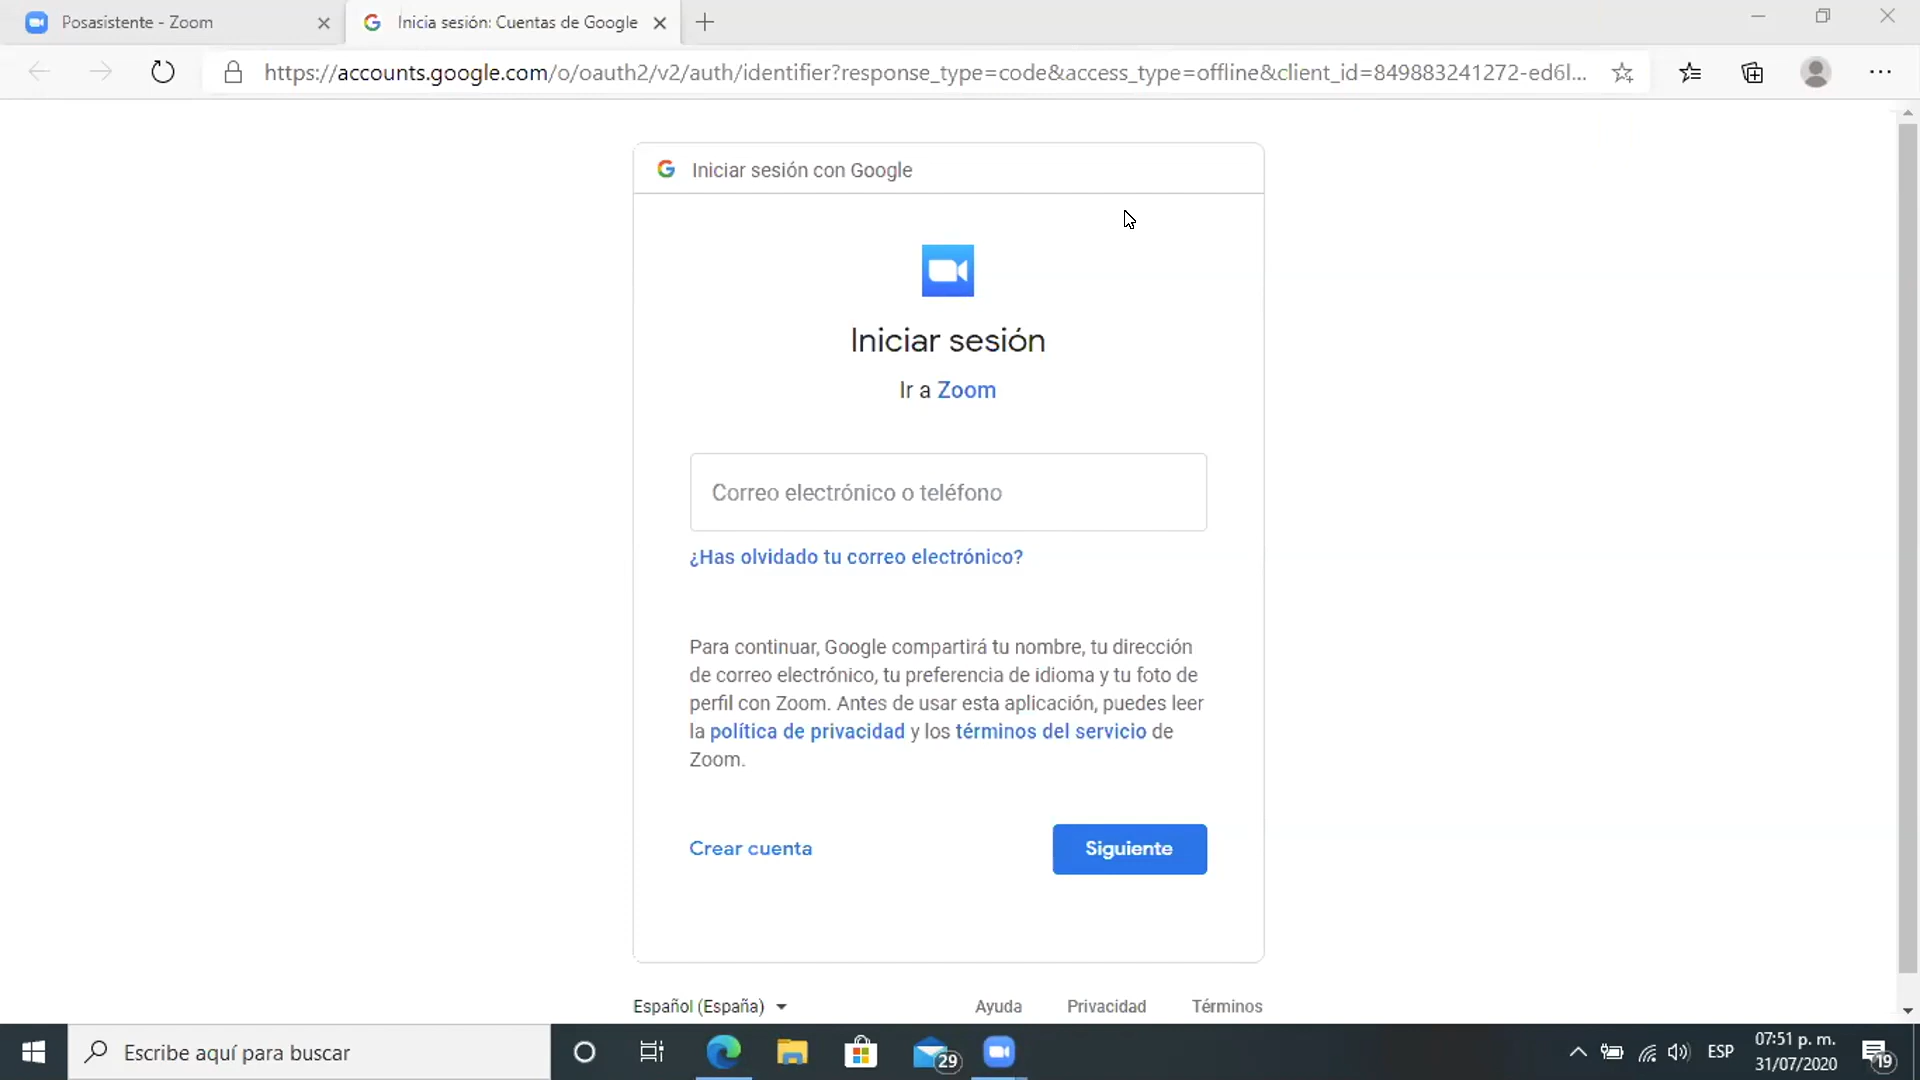 Posasistente - Zoom
Inicia sesión: Cuentas de Google
https://accounts.google.com/o/oauth2/v2/auth/identifier?response_type=code&access_type=offline&client_id=849883241272-ed6l...
Iniciar sesión con Google
Iniciar sesión
Ir a Zoom
Correo electrónico o teléfono
¿Has olvidado tu correo electrónico?
Para continuar, Google compartirá tu nombre, tu dirección
de correo electrónico, tu preferencia de idioma y tu foto de
perfil con Zoom. Antes de usar esta aplicación, puedes leer
la política de privacidad y los términos del servicio de
Zoom.
Crear cuenta
Siguiente
Español (España)
Ayuda
Privacidad
Términos
Escribe aquí para buscar
29
ESP
07:51 p. m.
31/07/2020
19